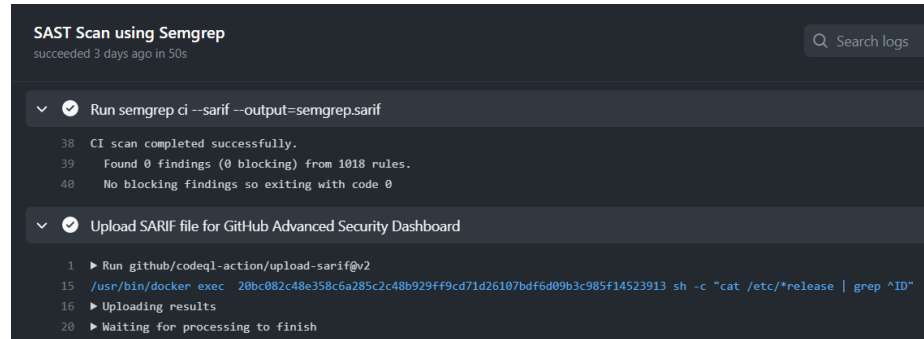 SAST Scan using Semgrep
succeeded 3 days ago in 50s
Search logs
Run semgrep ci --sarif --output=semgrep.sarif
38 CI scan completed successfully.
39 Found 0 findings (0 blocking) from 1018 rules.
40 No blocking findings so exiting with code 0
Upload SARIF file for GitHub Advanced Security Dashboard
1 ▶ Run github/codeql-action/upload-sarif@v2
15 /usr/bin/docker exec  20bc082c48e358c6a285c2c48b929ff9cd71d26107bdf6d09b3c985f14523913 sh -c "cat /etc/*release | grep ^ID"
16 ▶ Uploading results
20 ▶ Waiting for processing to finish